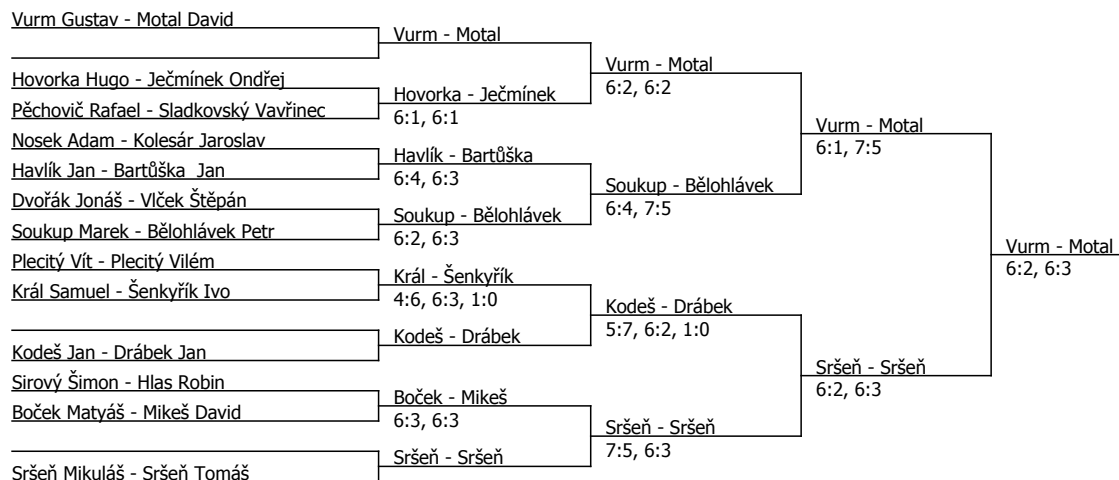 Vurm Gustav - Motal David
Hovorka Hugo - Ječmínek Ondřej
Pěchovič Rafael - Sladkovský Vavřinec
Nosek Adam - Kolesár Jaroslav
Havlík Jan - Bartůška  Jan
Dvořák Jonáš - Vlček Štěpán
Soukup Marek - Bělohlávek Petr
Plecitý Vít - Plecitý Vilém
Král Samuel - Šenkyřík Ivo
Kodeš Jan - Drábek Jan
Sirový Šimon - Hlas Robin
Boček Matyáš - Mikeš David
Sršeň Mikuláš - Sršeň Tomáš
Vurm - Motal
Hovorka - Ječmínek
6:1, 6:1
Havlík - Bartůška
6:4, 6:3
Soukup - Bělohlávek
6:2, 6:3
Král - Šenkyřík
4:6, 6:3, 1:0
Kodeš - Drábek
Boček - Mikeš
6:3, 6:3
Sršeň - Sršeň
Vurm - Motal
6:2, 6:2
Soukup - Bělohlávek
6:4, 7:5
Kodeš - Drábek
5:7, 6:2, 1:0
Sršeň - Sršeň
7:5, 6:3
Vurm - Motal
6:1, 7:5
Sršeň - Sršeň
6:2, 6:3
Vurm - Motal
6:2, 6:3